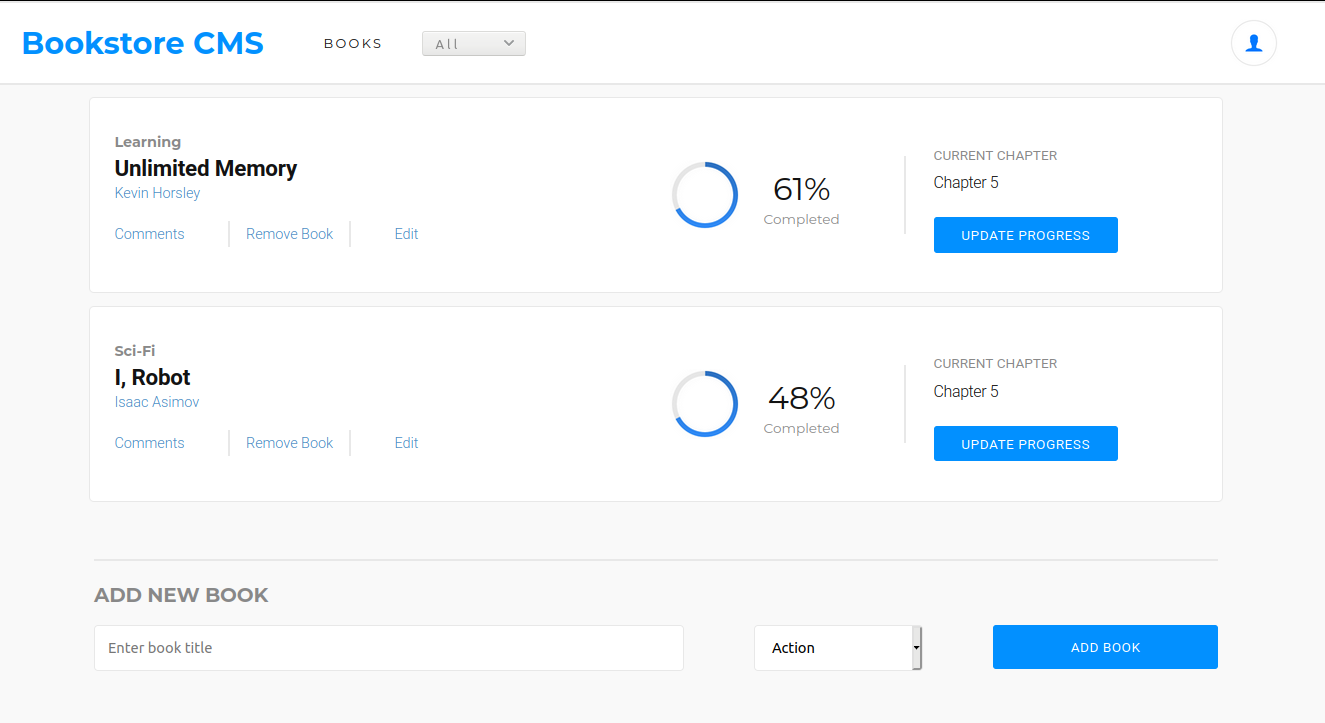 Bookstore CMS
BOOKS
All
Learning
Unlimited Memory
Kevin Horsley
Comments
Remove Book
Edit
61%
Completed
CURRENT CHAPTER
Chapter 5
UPDATE PROGRESS
Sci-Fi
I, Robot
Isaac Asimov
Comments
Remove Book
Edit
48%
Completed
CURRENT CHAPTER
Chapter 5
UPDATE PROGRESS
ADD NEW BOOK
Enter book title
Action
ADD BOOK